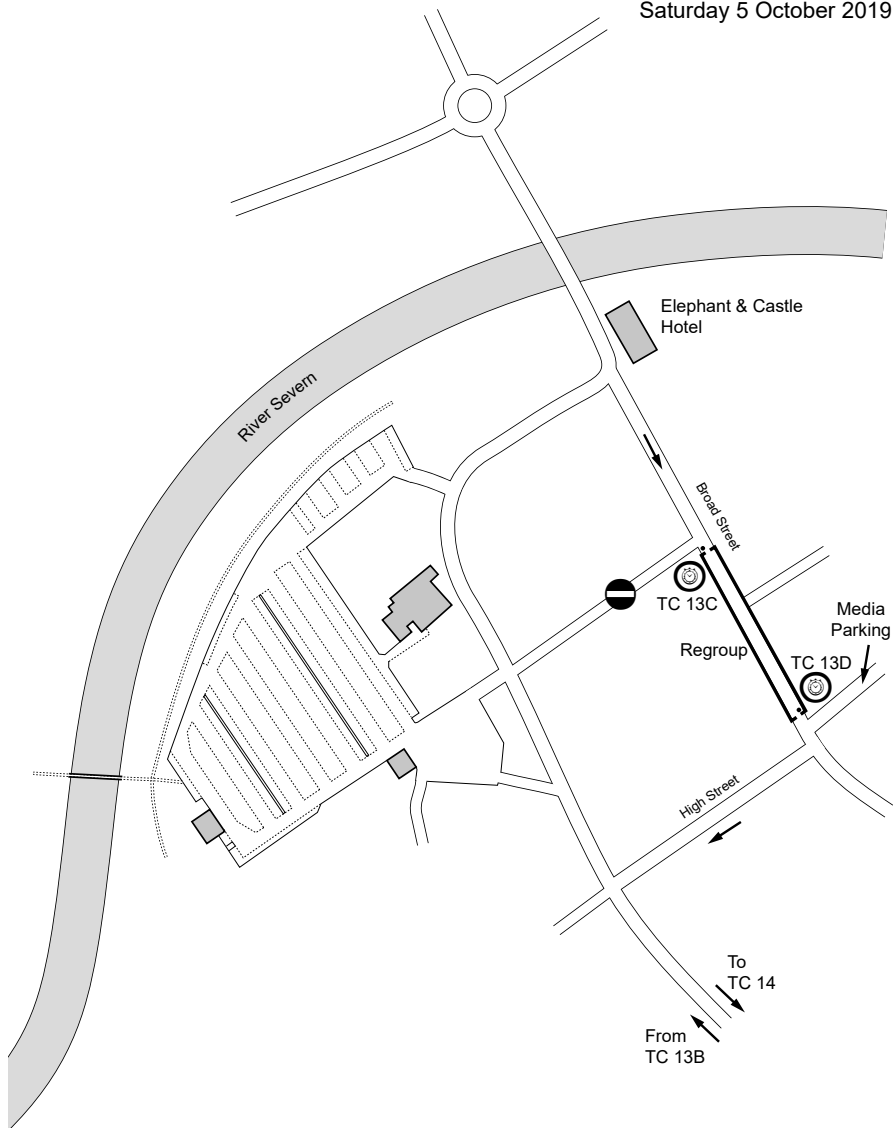 Saturday 5 October 2019
Elephant & Castle
Hotel
River Severn
Broad Street
TC 13C
Media
Parking
Regroup
TC 13D
High Street
To
TC 14
From
TC 13B